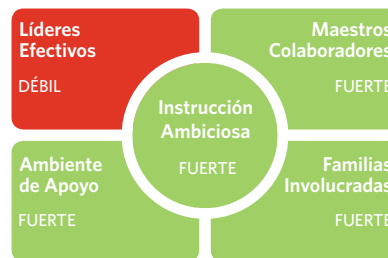 Líderes
Efectivos
DÉBIL
Maestros
Colaboradores
FUERTE
Instrucción
Ambiciosa
FUERTE
Ambiente
de Apoyo
FUERTE
Familias
Involucradas
FUERTE